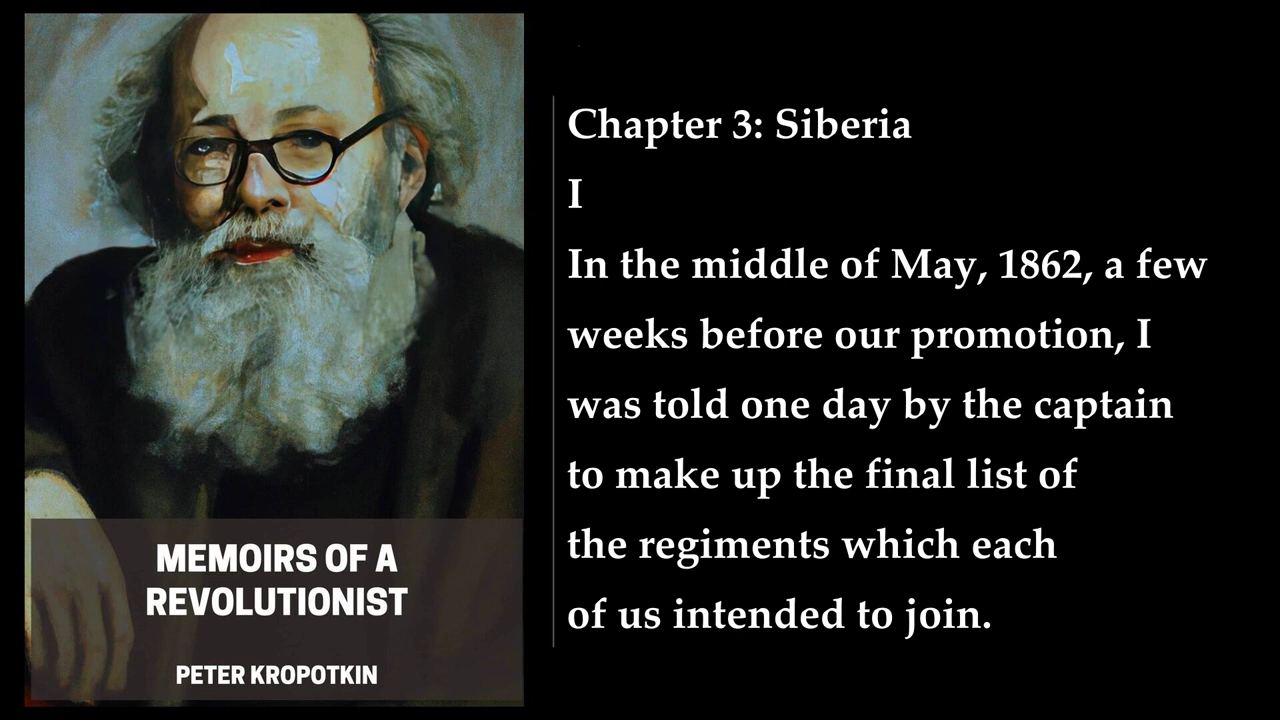 MEMOIRS OF A
REVOLUTIONIST
PETER KROPOTKIN
Chapter 3: Siberia
I
In the middle of May, 1862, a few
weeks before our promotion, I
was told one day by the captain
to make up the final list of
the regiments which each
of us intended to join.